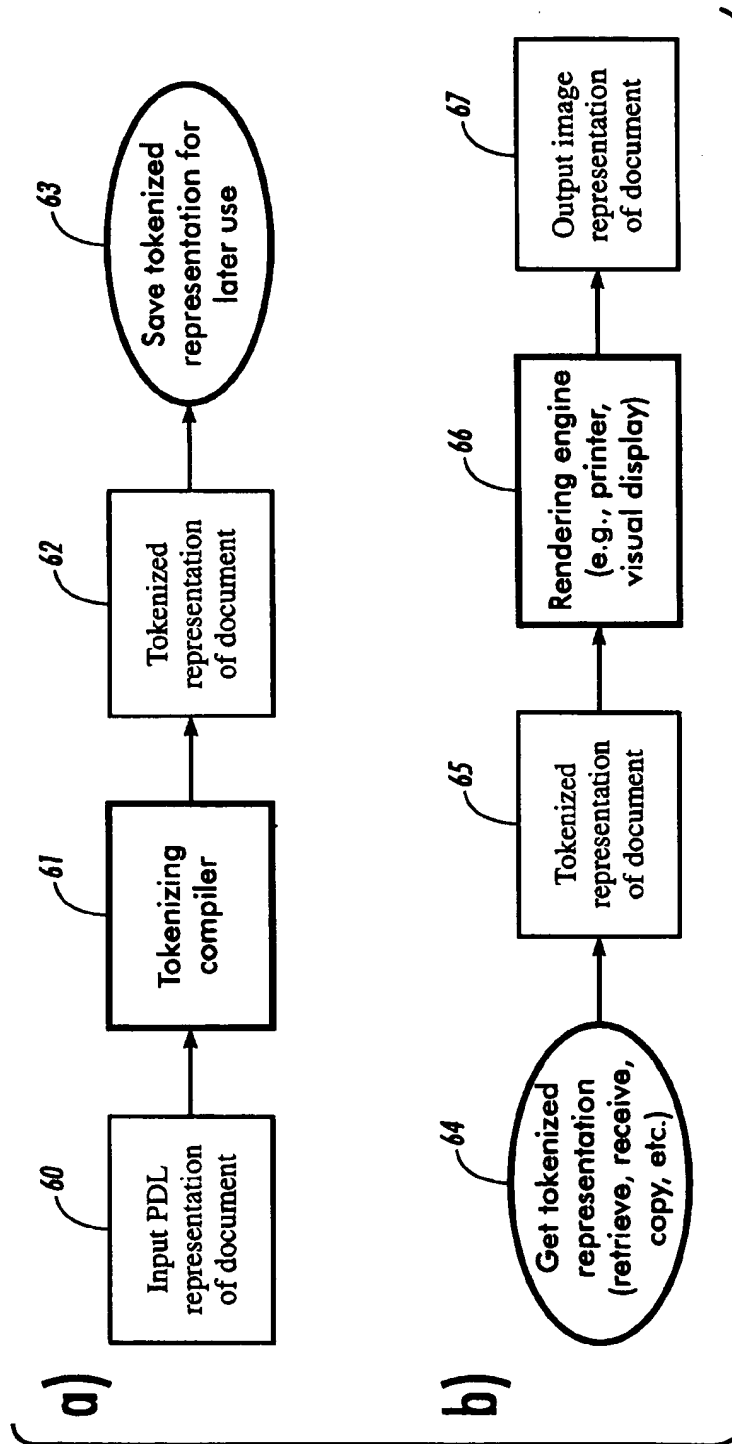 a)
60
Input PDL
representation
of document
61
Tokenizing
compiler
62
Tokenized
representation
of document
63
Save tokenized
representation for
later use
b)
64
Get tokenized
representation
(retrieve, receive,
copy, etc.)
65
Tokenized
representation
of document
66
Rendering engine
(e.g., printer,
visual display)
67
Output image
representation
of document